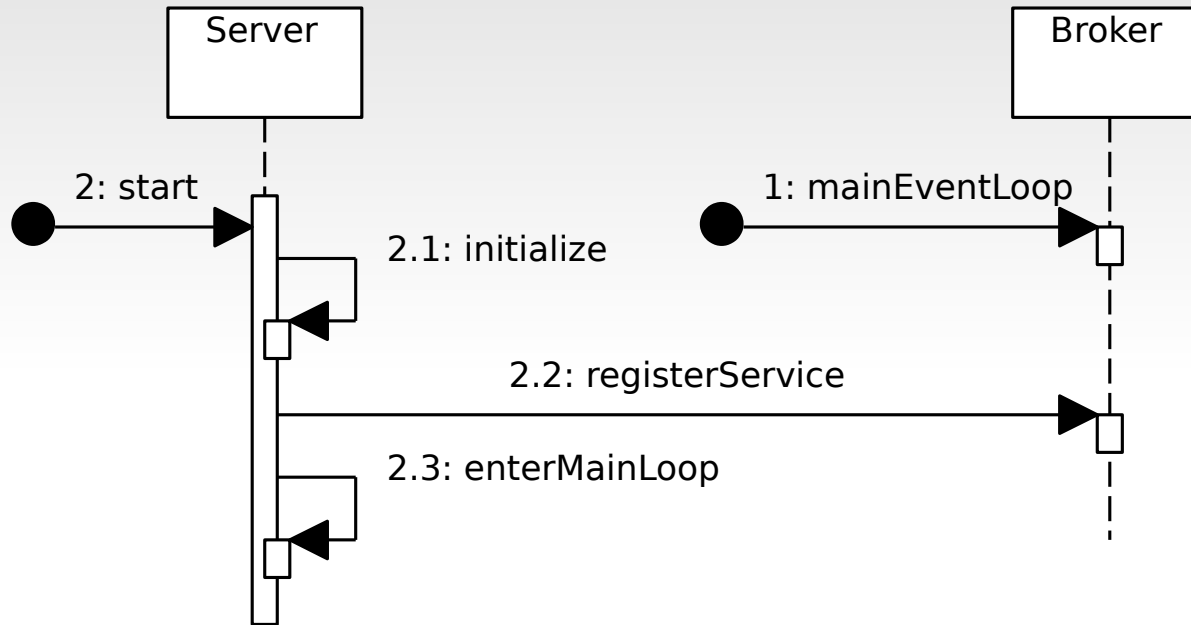 Server
Broker
2: start
1: mainEventLoop
2.1: initialize
2.2: registerService
2.3: enterMainLoop